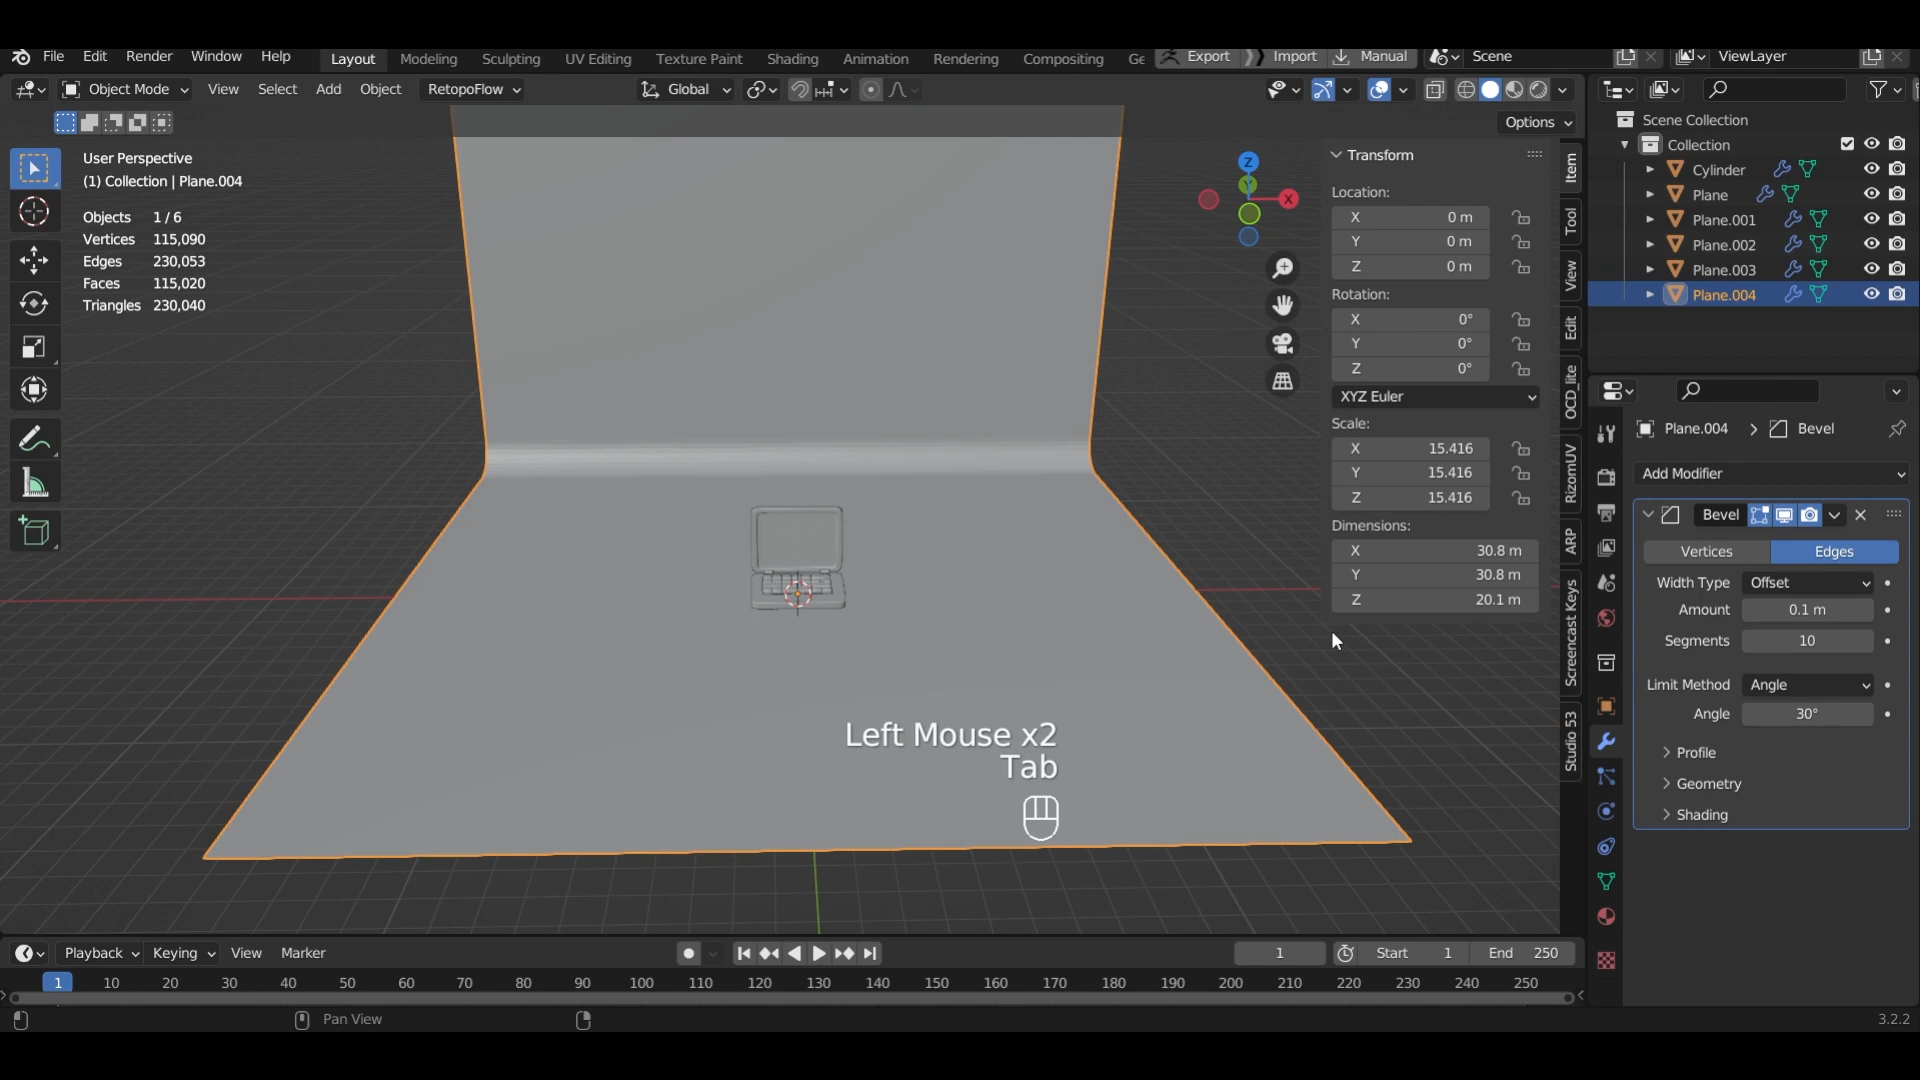 File Edit Render Window Help Layout Modeling Sculpting UV Editing Texture Paint Shading Animation Rendering Compositing Ge Export Import Manual Scene ViewLayer
Object Mode View Select Add Object RetopoFlow Global
Options
User Perspective
(1) Collection | Plane.004
Objects 1 / 6
Vertices 115,090
Edges 230,053
Faces 115,020
Triangles 230,040
Z
Y
X
Transform
Location:
X 0 m
Y 0 m
Z 0 m
Rotation:
X 0°
Y 0°
Z 0°
XYZ Euler
Scale:
X 15.416
Y 15.416
Z 15.416
Dimensions:
X 30.8 m
Y 30.8 m
Z 20.1 m
Item
Tool
View
Edit
OCD_lite
RizomUV
ARP
Screencast Keys
Studio 53
Scene Collection
Collection
Cylinder
Plane
Plane.001
Plane.002
Plane.003
Plane.004
Plane.004 > Bevel
Add Modifier
Bevel
Vertices Edges
Width Type Offset
Amount 0.1 m
Segments 10
Limit Method Angle
Angle 30°
Profile
Geometry
Shading
Left Mouse x2
Tab
Playback Keying View Marker 1 Start 1 End 250
1 10 20 30 40 50 60 70 80 90 100 110 120 130 140 150 160 170 180 190 200 210 220 230 240 250
Pan View
3.2.2